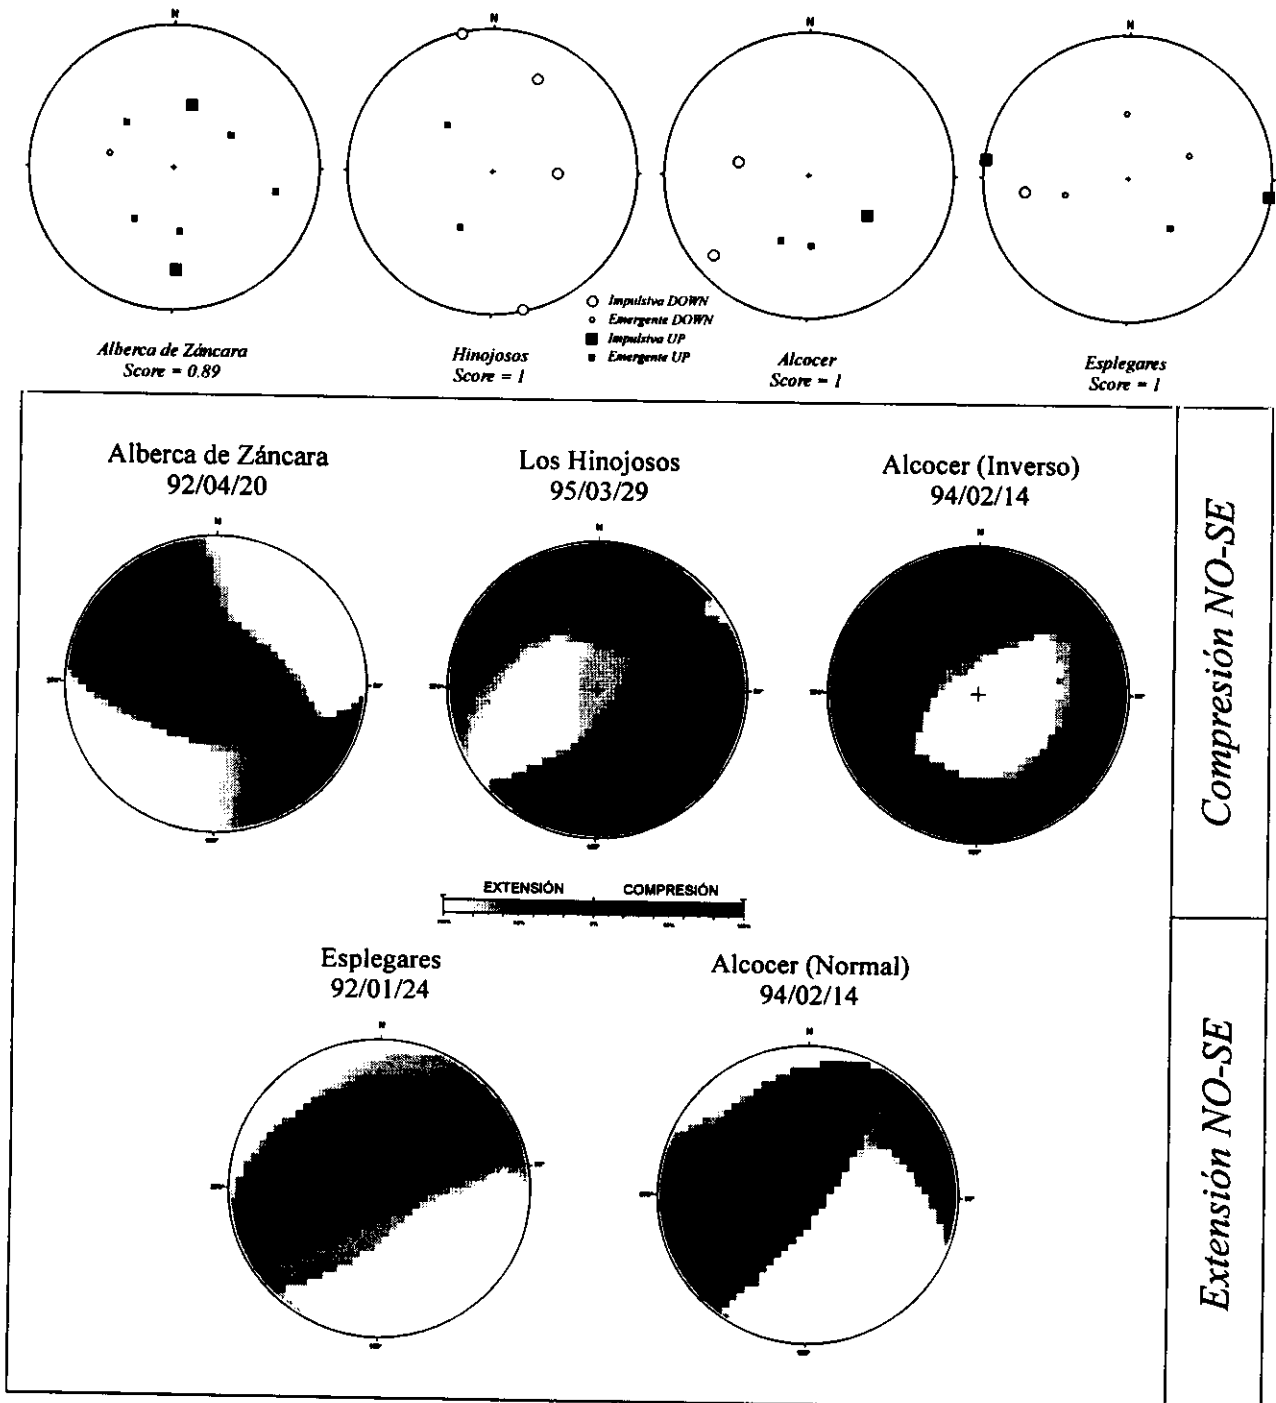 N
N
N
N
Impulsiva DOWN
Emergente DOWN
Impulsiva UP
Emergente UP
Alberca de Záncara
Score = 0.89
Hinojosos
Score = 1
Alcocer
Score = 1
Esplegares
Score = 1
Alberca de Záncara
92/04/20
Los Hinojosos
95/03/29
Alcocer (Inverso)
94/02/14
N
N
N
Compresión NO-SE
EXTENSIÓN COMPRESIÓN
Esplegares
92/01/24
Alcocer (Normal)
94/02/14
N
N
Extensión NO-SE